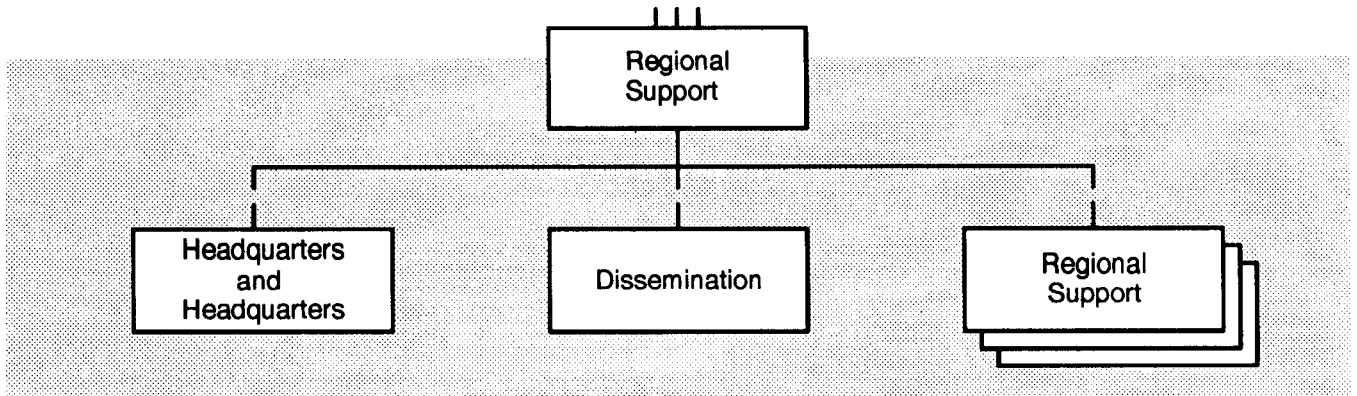 Regional
Support
Headquarters
and
Headquarters
Dissemination
Regional
Support